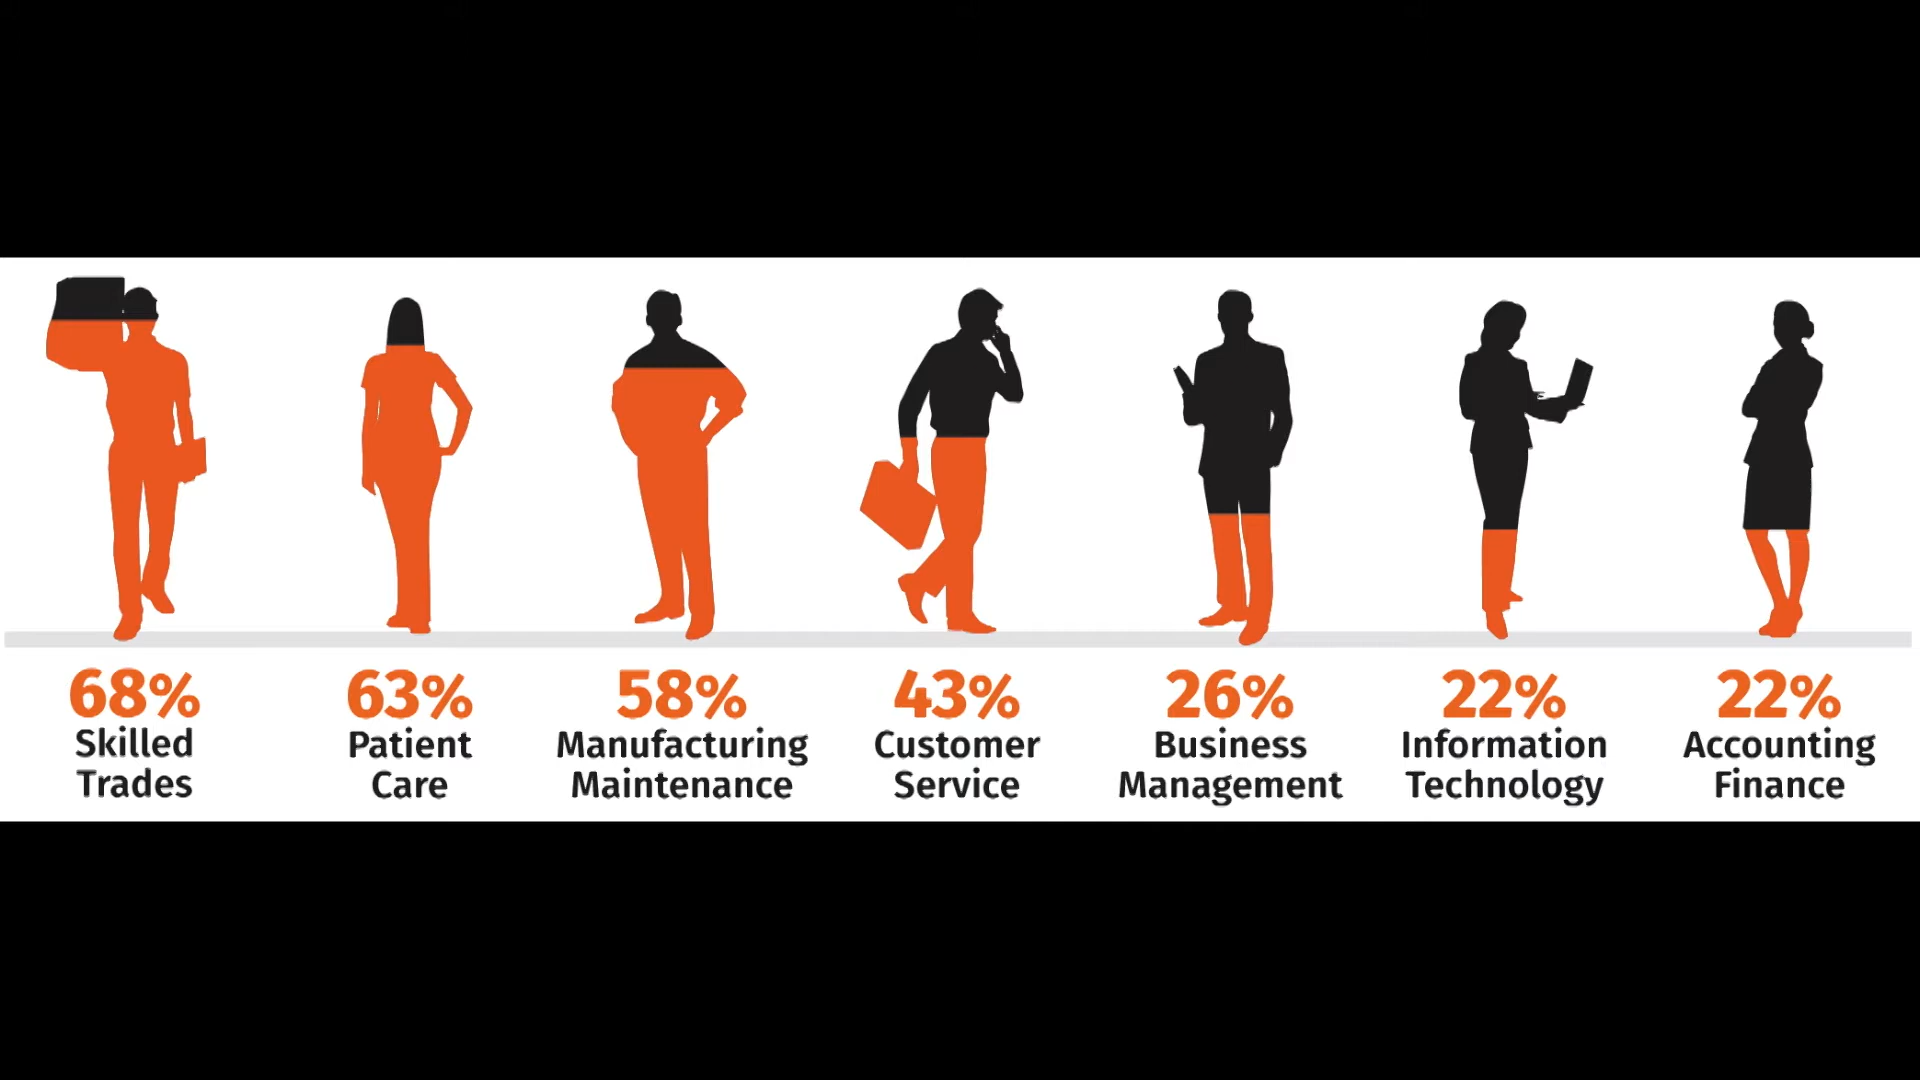 68%
Skilled
Trades
63%
Patient
Care
58%
Manufacturing
Maintenance
43%
Customer
Service
26%
Business
Management
22%
Information
Technology
22%
Accounting
Finance